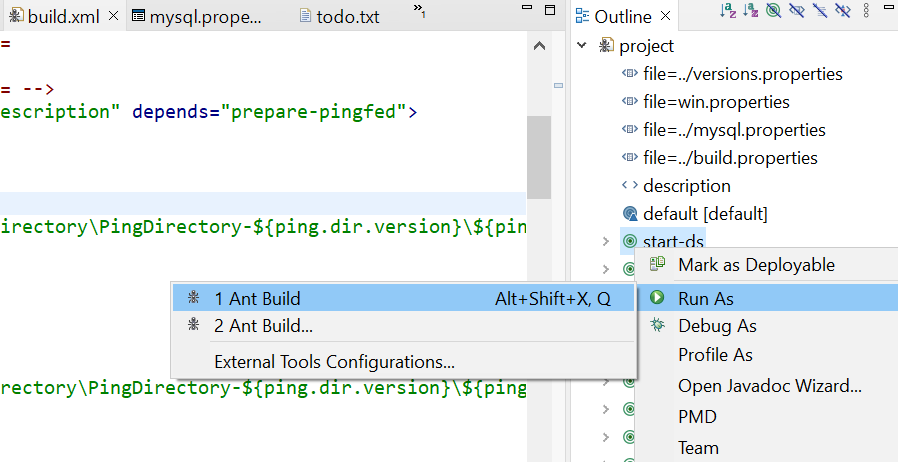 build.xml
mysql.prope...
todo.txt
»1
Outline
=
= -->
escription" depends="prepare-pingfed">
irectory\PingDirectory-${ping.dir.version}\${pin
rectory\PingDirectory-${ping.dir.version}\${ping
project
file=../versions.properties
file=win.properties
file=../mysql.properties
file=../build.properties
description
default [default]
start-ds
Mark as Deployable
Run As
Debug As
Profile As
Open Javadoc Wizard...
PMD
Team
1 Ant Build Alt+Shift+X, Q
2 Ant Build...
External Tools Configurations...